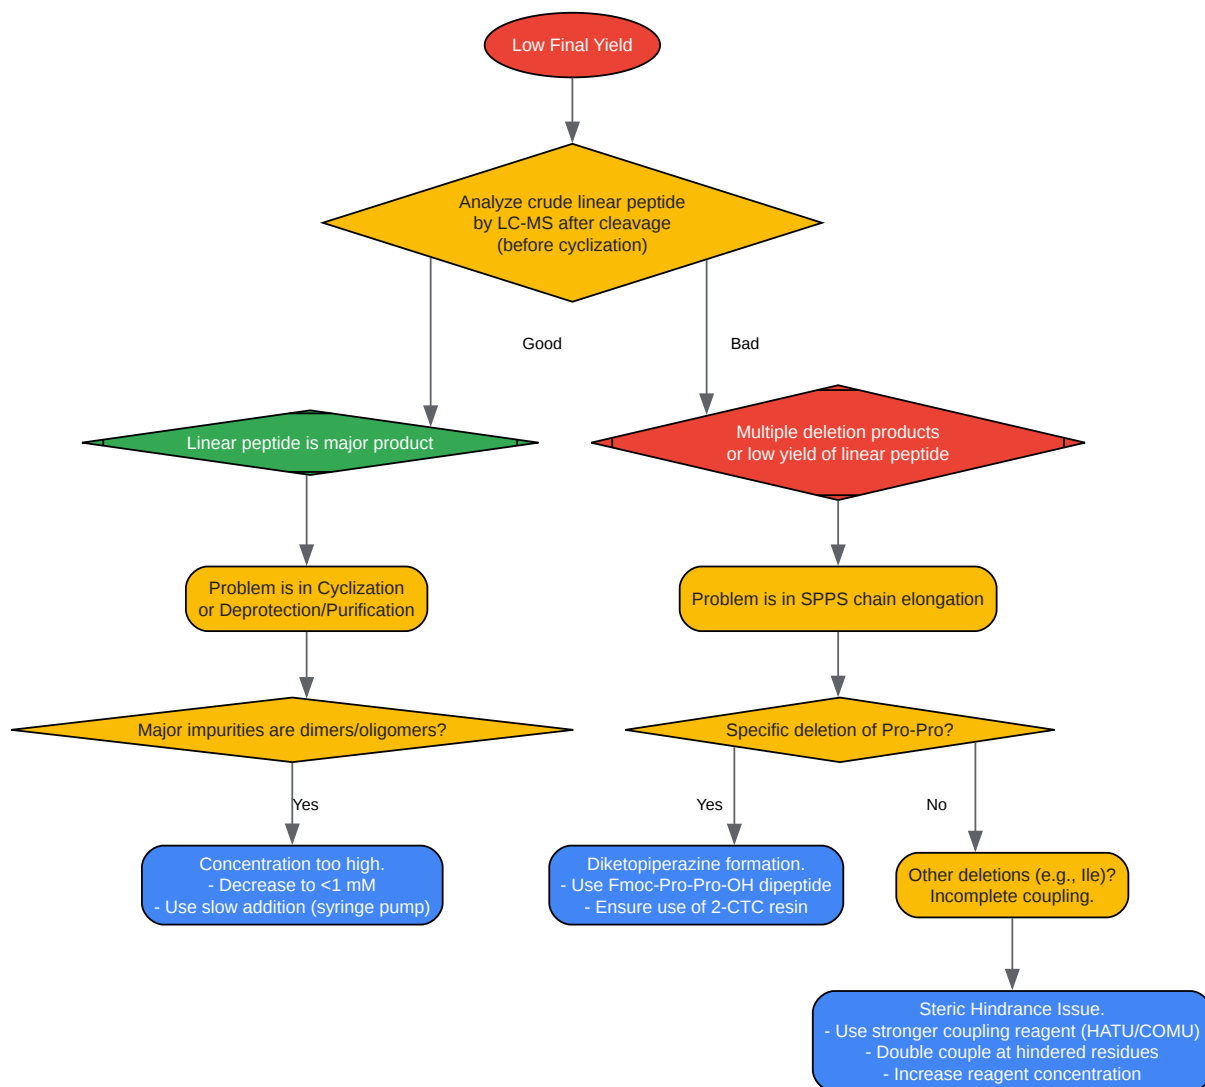 Low Final Yield
Analyze crude linear peptide
by LC-MS after cleavage
(before cyclization)
Good
Bad
Linear peptide is major product
Multiple deletion products
or low yield of linear peptide
Problem is in Cyclization
or Deprotection/Purification
Problem is in SPPS chain elongation
Major impurities are dimers/oligomers?
Specific deletion of Pro-Pro?
Yes
Yes
No
Concentration too high.
- Decrease to <1 mM
- Use slow addition (syringe pump)
Diketopiperazine formation.
- Use Fmoc-Pro-Pro-OH dipeptide
- Ensure use of 2-CTC resin
Other deletions (e.g., Ile)?
Incomplete coupling.
Steric Hindrance Issue.
- Use stronger coupling reagent (HATU/COMU)
- Double couple at hindered residues
- Increase reagent concentration